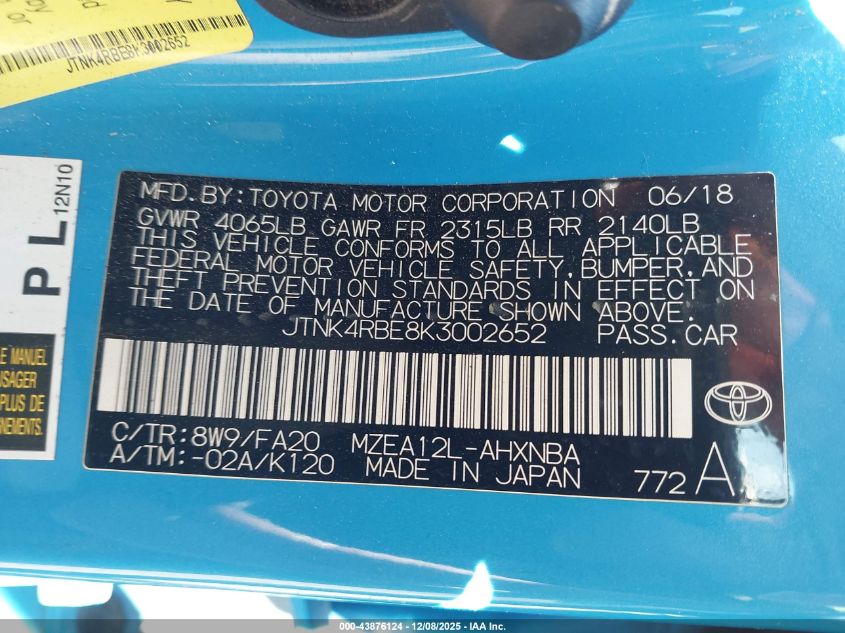 JTNK4RBE8K3002652
P L 12N10
LE MANUEL
USAGER
PLUS DE
NEMENTS.
MFD. BY: TOYOTA MOTOR CORPORATION 06/18
GVWR 4065LB GAWR FR 2315LB RR 2140LB
THIS VEHICLE CONFORMS TO ALL APPLICABLE
FEDERAL MOTOR VEHICLE SAFETY, BUMPER, AND
THEFT PREVENTION STANDARDS IN EFFECT ON
THE DATE OF MANUFACTURE SHOWN ABOVE.
JTNK4RBE8K3002652 PASS.CAR
C/TR:8W9/FA20 MZEA12L-AHXNBA
A/TM:-02A/K120 MADE IN JAPAN 772 A
000-43876124 | 12/08/2025 - IAA Inc.